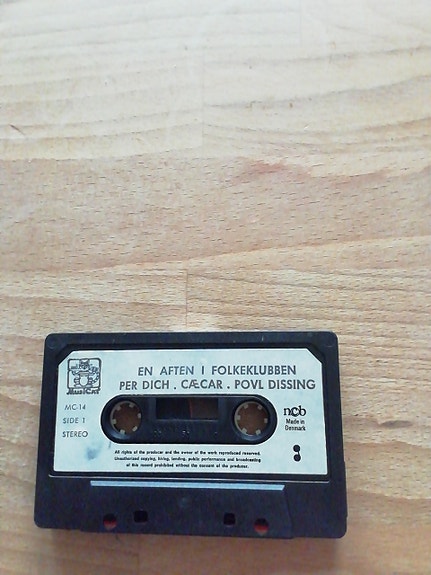 EN AFTEN I FOLKEKLUBBEN
PER DICH . CÆCAR . POVL DISSING
MusiCat
MC-14
SIDE 1
STEREO
ncb
Made in
Denmark
All rights of the producer and the owner of the work reproduced reserved.
Unauthorized copying, hiring, lending, public performance and broadcasting
of this record prohibited without the consent of the producer.